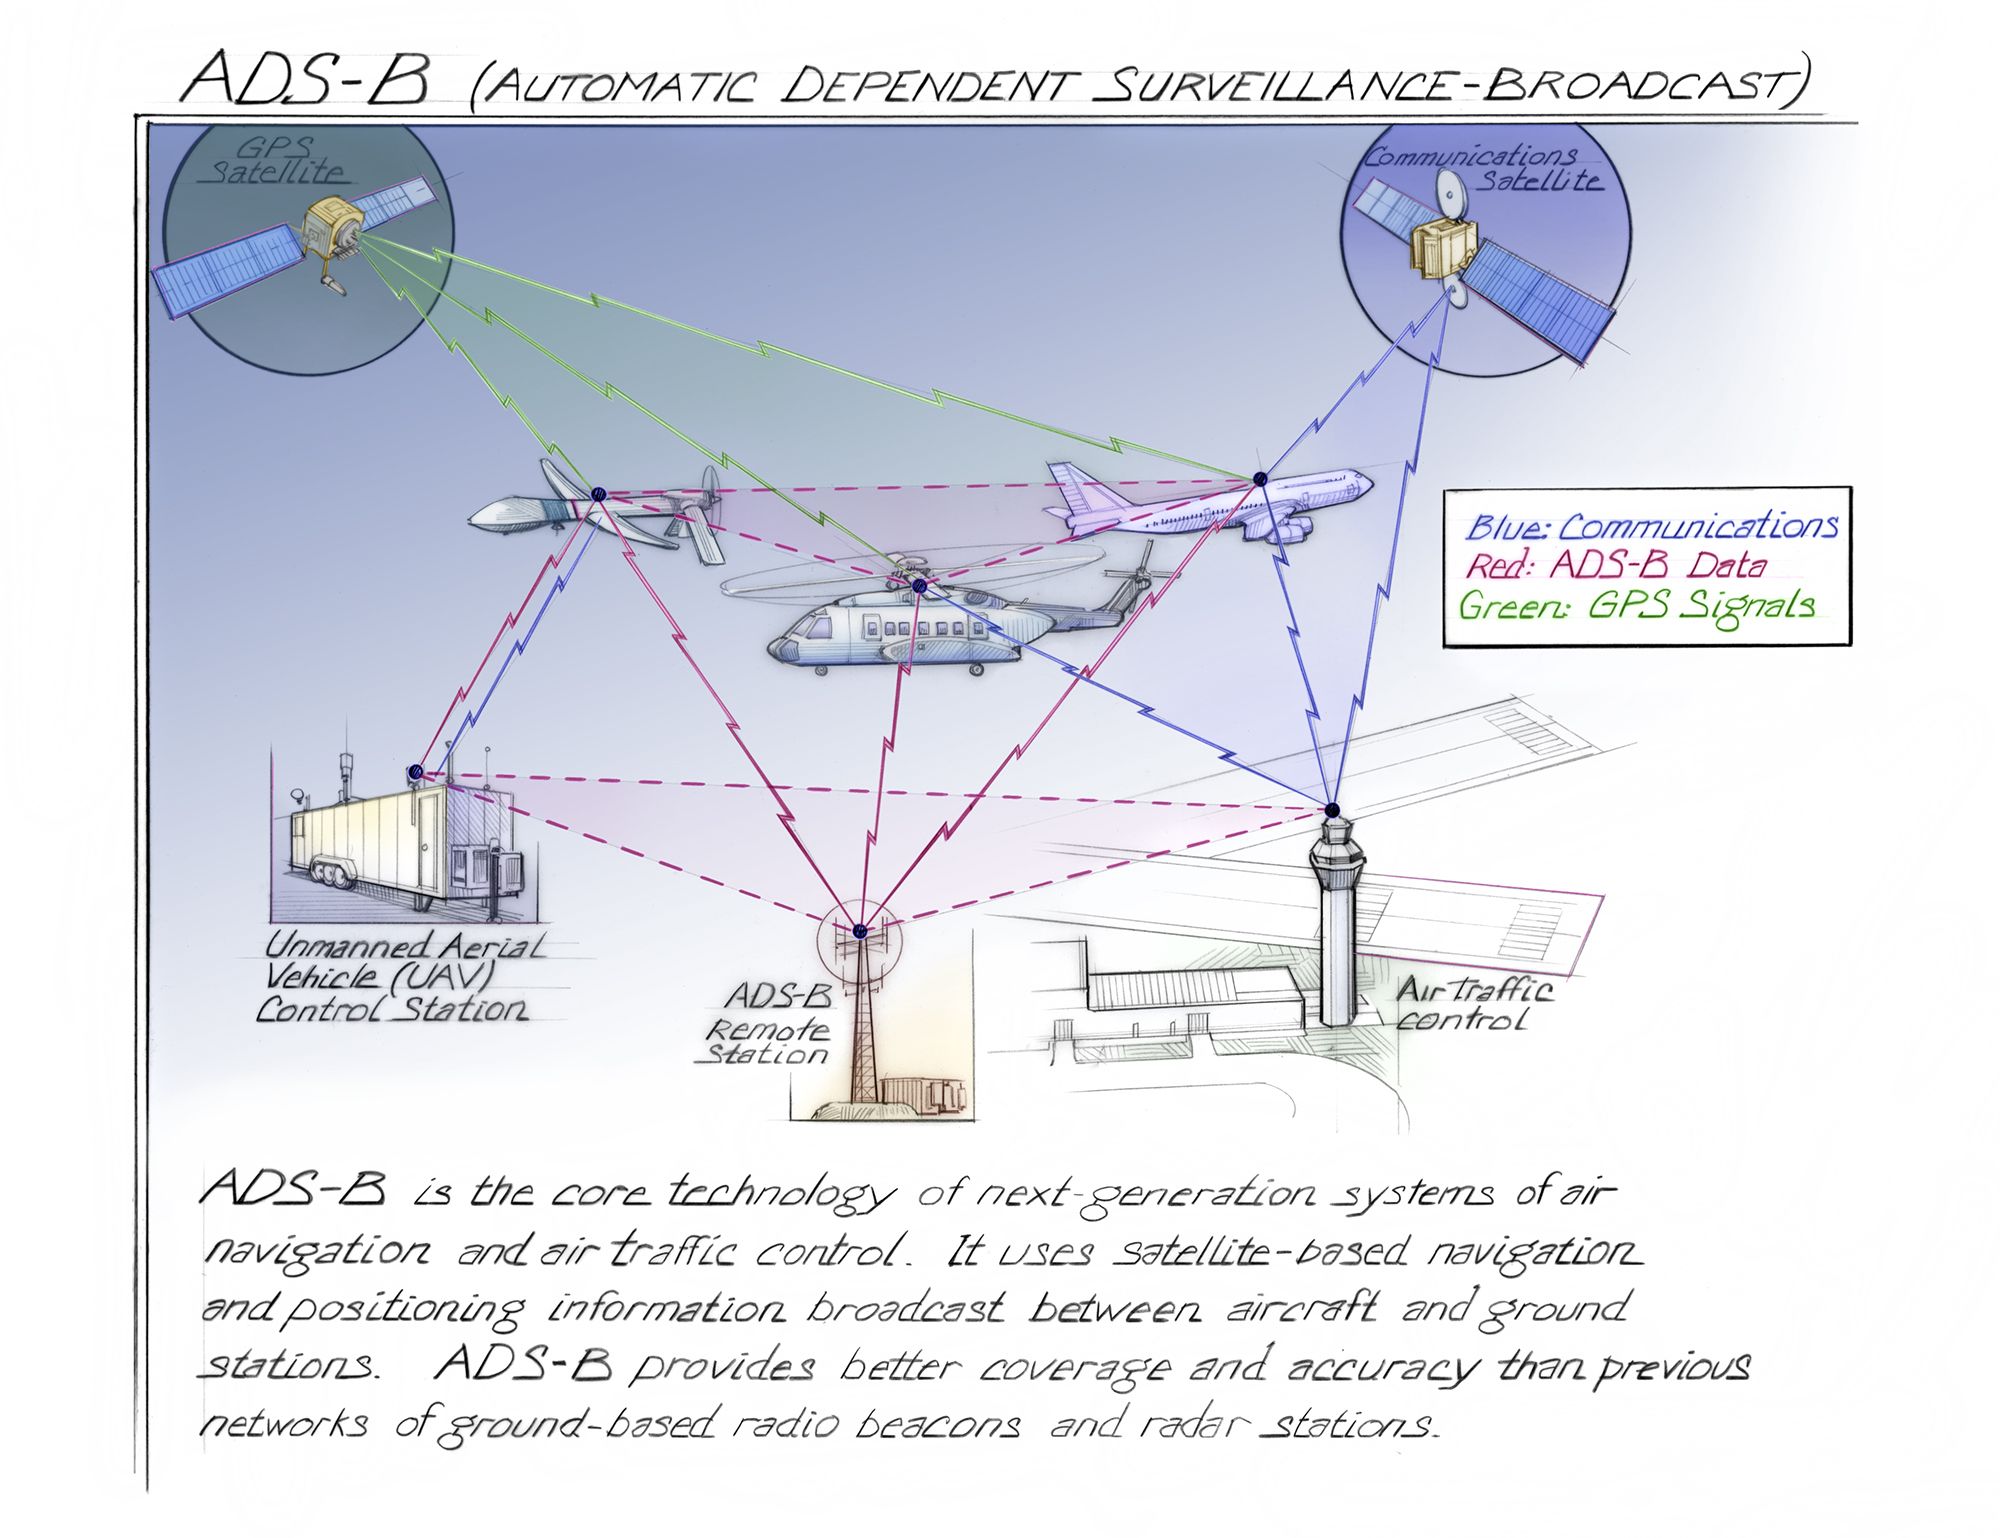 ADS-B (AUTOMATIC DEPENDENT SURVEILLANCE-BROADCAST)
GPS
Satellite
Communications
Satellite
Blue: Communications
Red: ADS-B Data
Green: GPS Signals
Unmanned Aerial
Vehicle (UAV)
Control Station
ADS-B
Remote
Station
Air Traffic
control
ADS-B is the core technology of next-generation systems of air
navigation and air traffic control. It uses satellite-based navigation
and positioning information broadcast between aircraft and ground
stations. ADS-B provides better coverage and accuracy than previous
networks of ground-based radio beacons and radar stations.